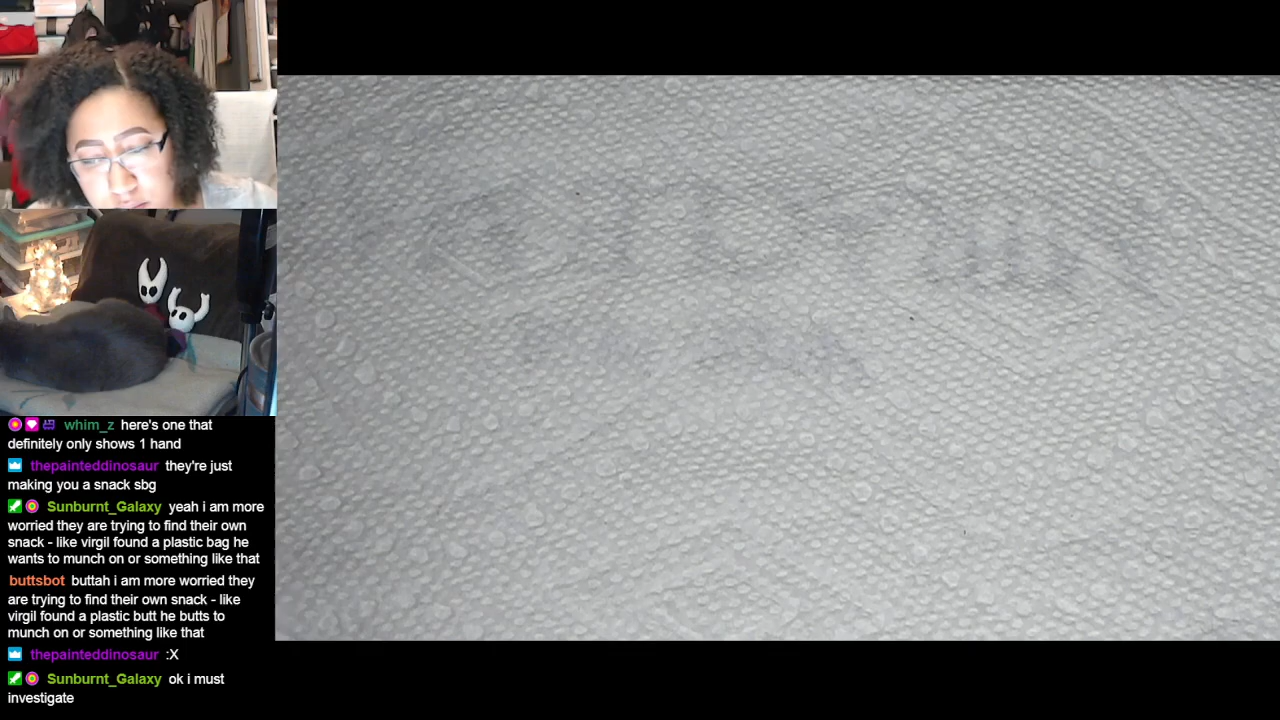 whim_z here's one that
definitely only shows 1 hand
thepainteddinosaur they're just
making you a snack sbg
Sunburnt_Galaxy yeah i am more
worried they are trying to find their own
snack - like virgil found a plastic bag he
wants to munch on or something like that
buttsbot buttah i am more worried they
are trying to find their own snack - like
virgil found a plastic butt he butts to
munch on or something like that
thepainteddinosaur :X
Sunburnt_Galaxy ok i must
investigate